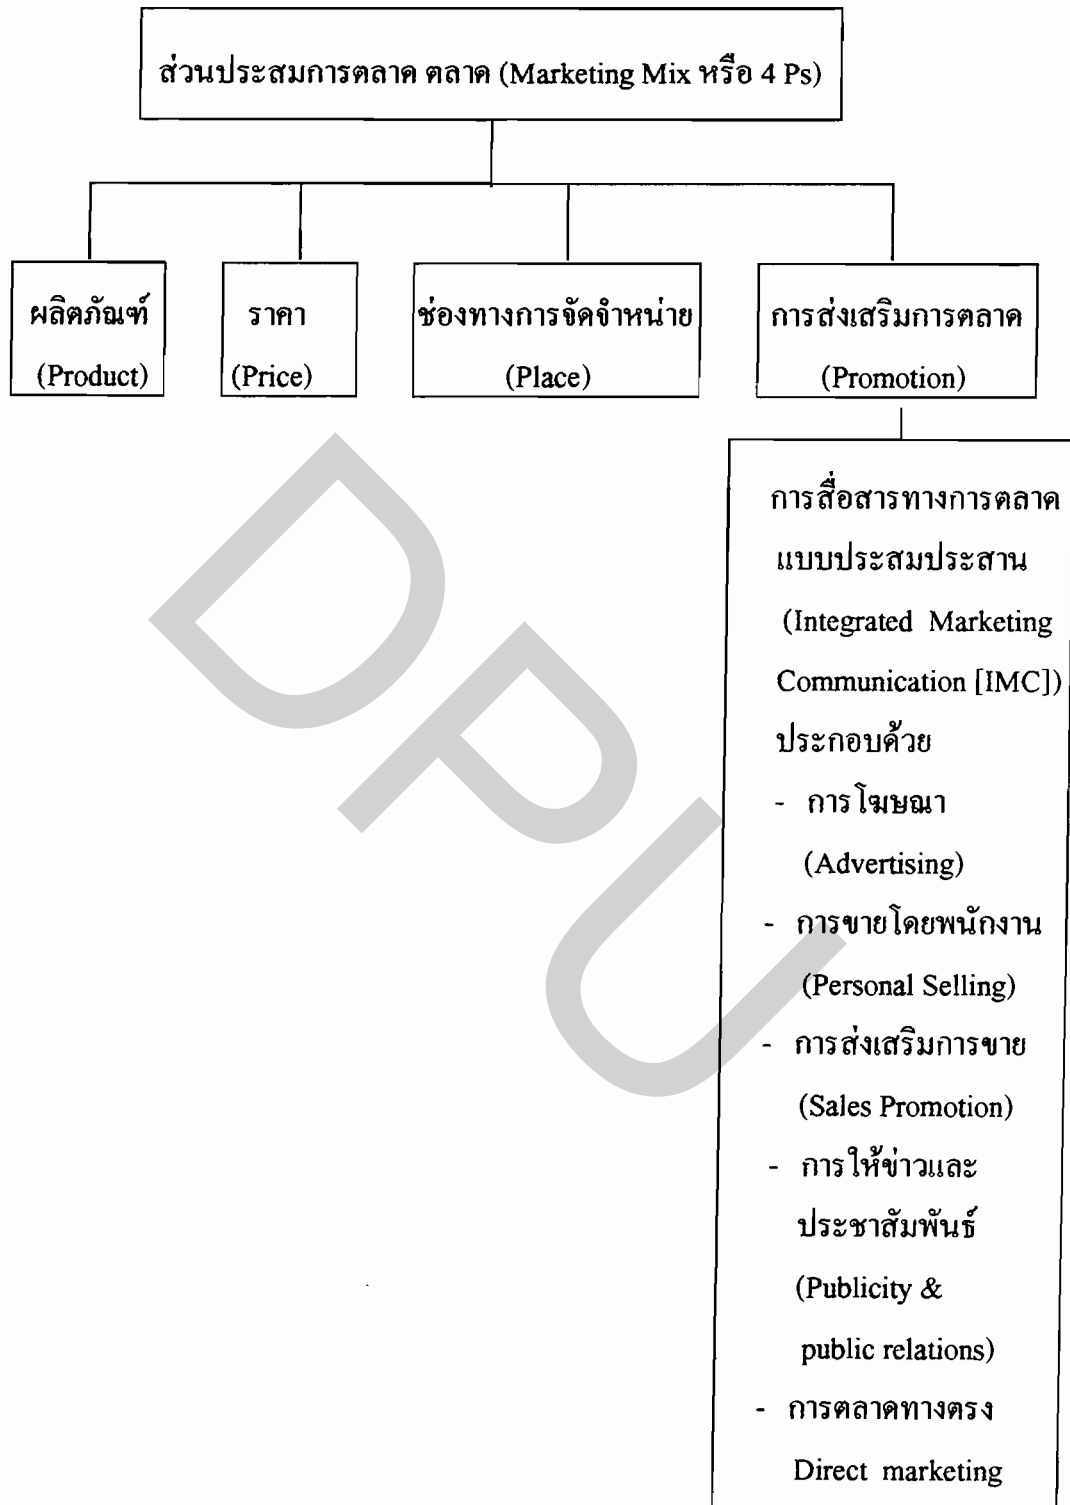 ส่วนประสมการตลาด ตลาด (Marketing Mix หรือ 4 Ps)
ผลิตภัณฑ์
(Product)
ราคา
(Price)
ช่องทางการจัดจำหน่าย
(Place)
การส่งเสริมการตลาด
(Promotion)
การสื่อสารทางการตลาด
แบบประสมประสาน
(Integrated Marketing
Communication [IMC])
ประกอบด้วย
- การโฆษณา
(Advertising)
- การขายโดยพนักงาน
(Personal Selling)
- การส่งเสริมการขาย
(Sales Promotion)
- การให้ข่าวและ
ประชาสัมพันธ์
(Publicity &
public relations)
- การตลาดทางตรง
Direct marketing
DPU